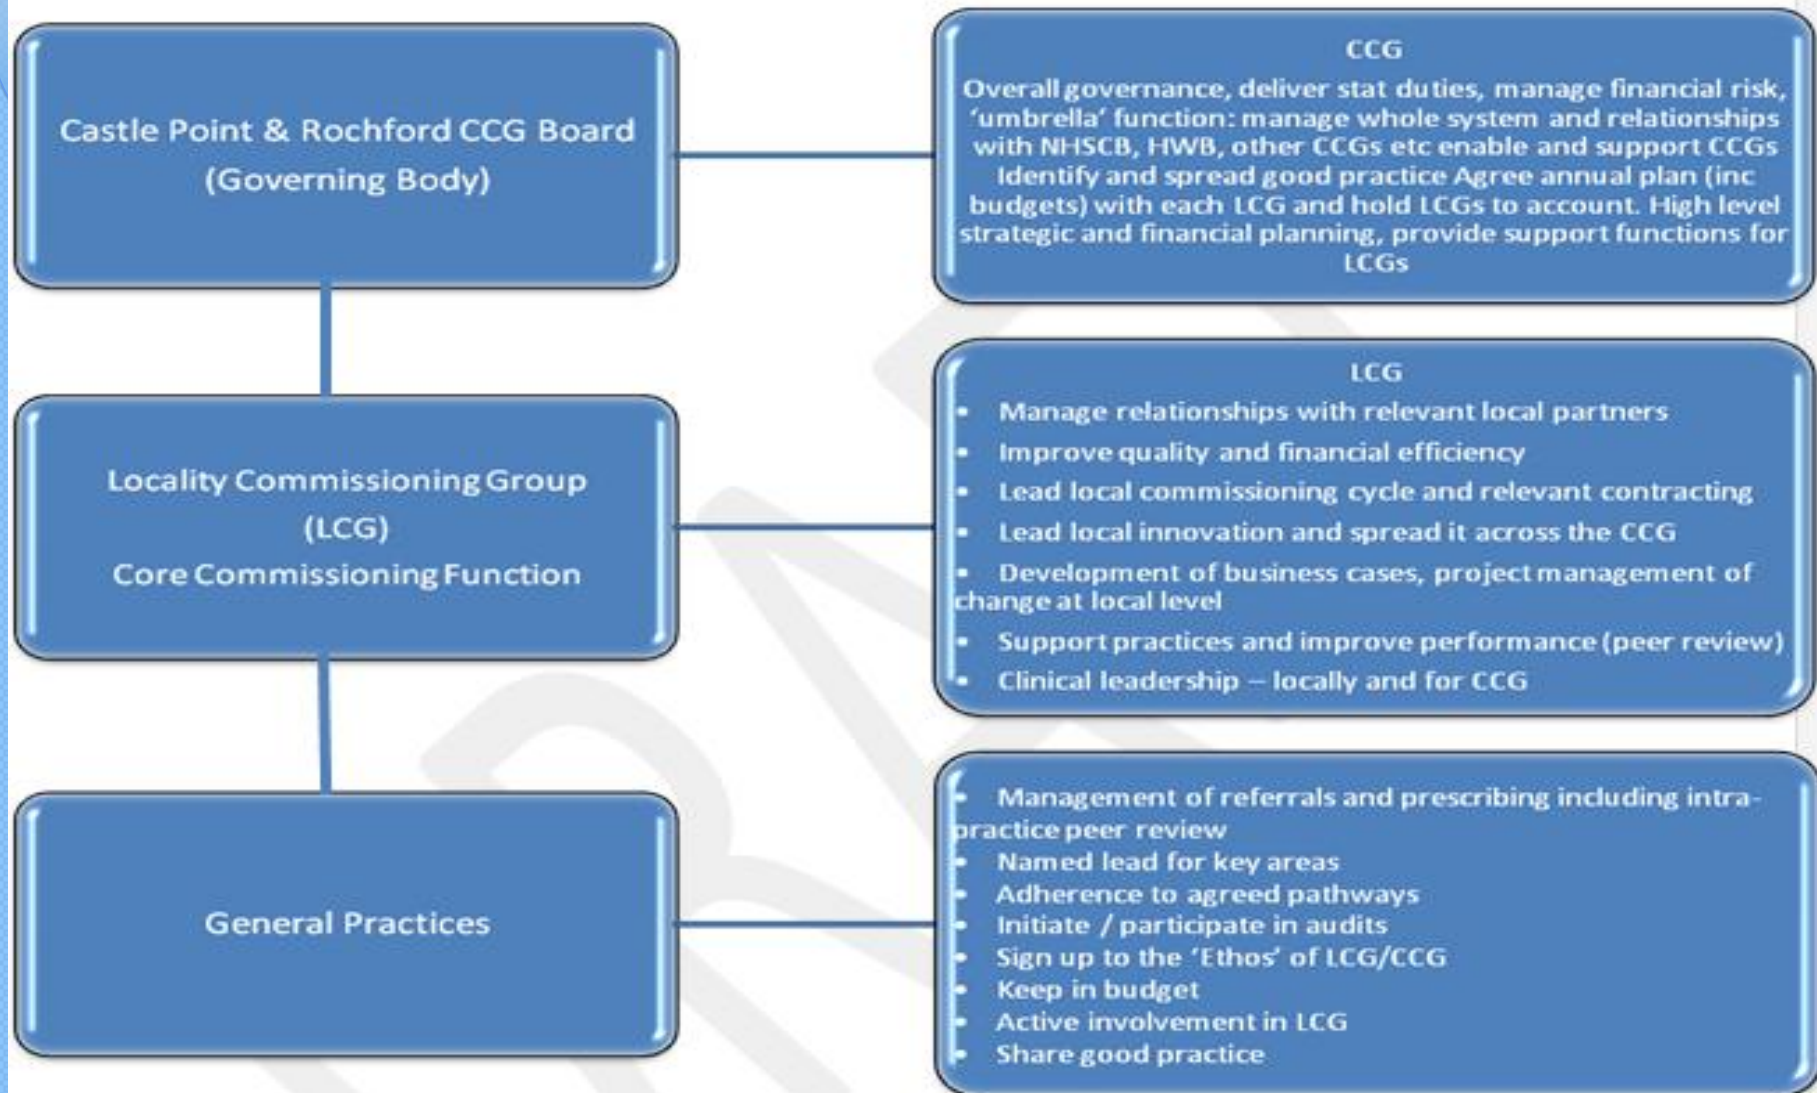 Castle Point & Rochford CCG Board
(Governing Body)
CCG
Overall governance, deliver stat duties, manage financial risk,
‘umbrella’ function: manage whole system and relationships
with NHSCB, HWB, other CCGs etc enable and support CCGs
Identify and spread good practice Agree annual plan (inc
budgets) with each LCG and hold LCGs to account. High level
strategic and financial planning, provide support functions for
LCGs
Locality Commissioning Group
(LCG)
Core Commissioning Function
LCG
• Manage relationships with relevant local partners
• Improve quality and financial efficiency
• Lead local commissioning cycle and relevant contracting
• Lead local innovation and spread it across the CCG
• Development of business cases, project management of
change at local level
• Support practices and improve performance (peer review)
• Clinical leadership – locally and for CCG
General Practices
• Management of referrals and prescribing including intra-
practice peer review
• Named lead for key areas
• Adherence to agreed pathways
• Initiate / participate in audits
• Sign up to the ‘Ethos’ of LCG/CCG
• Keep in budget
• Active involvement in LCG
• Share good practice